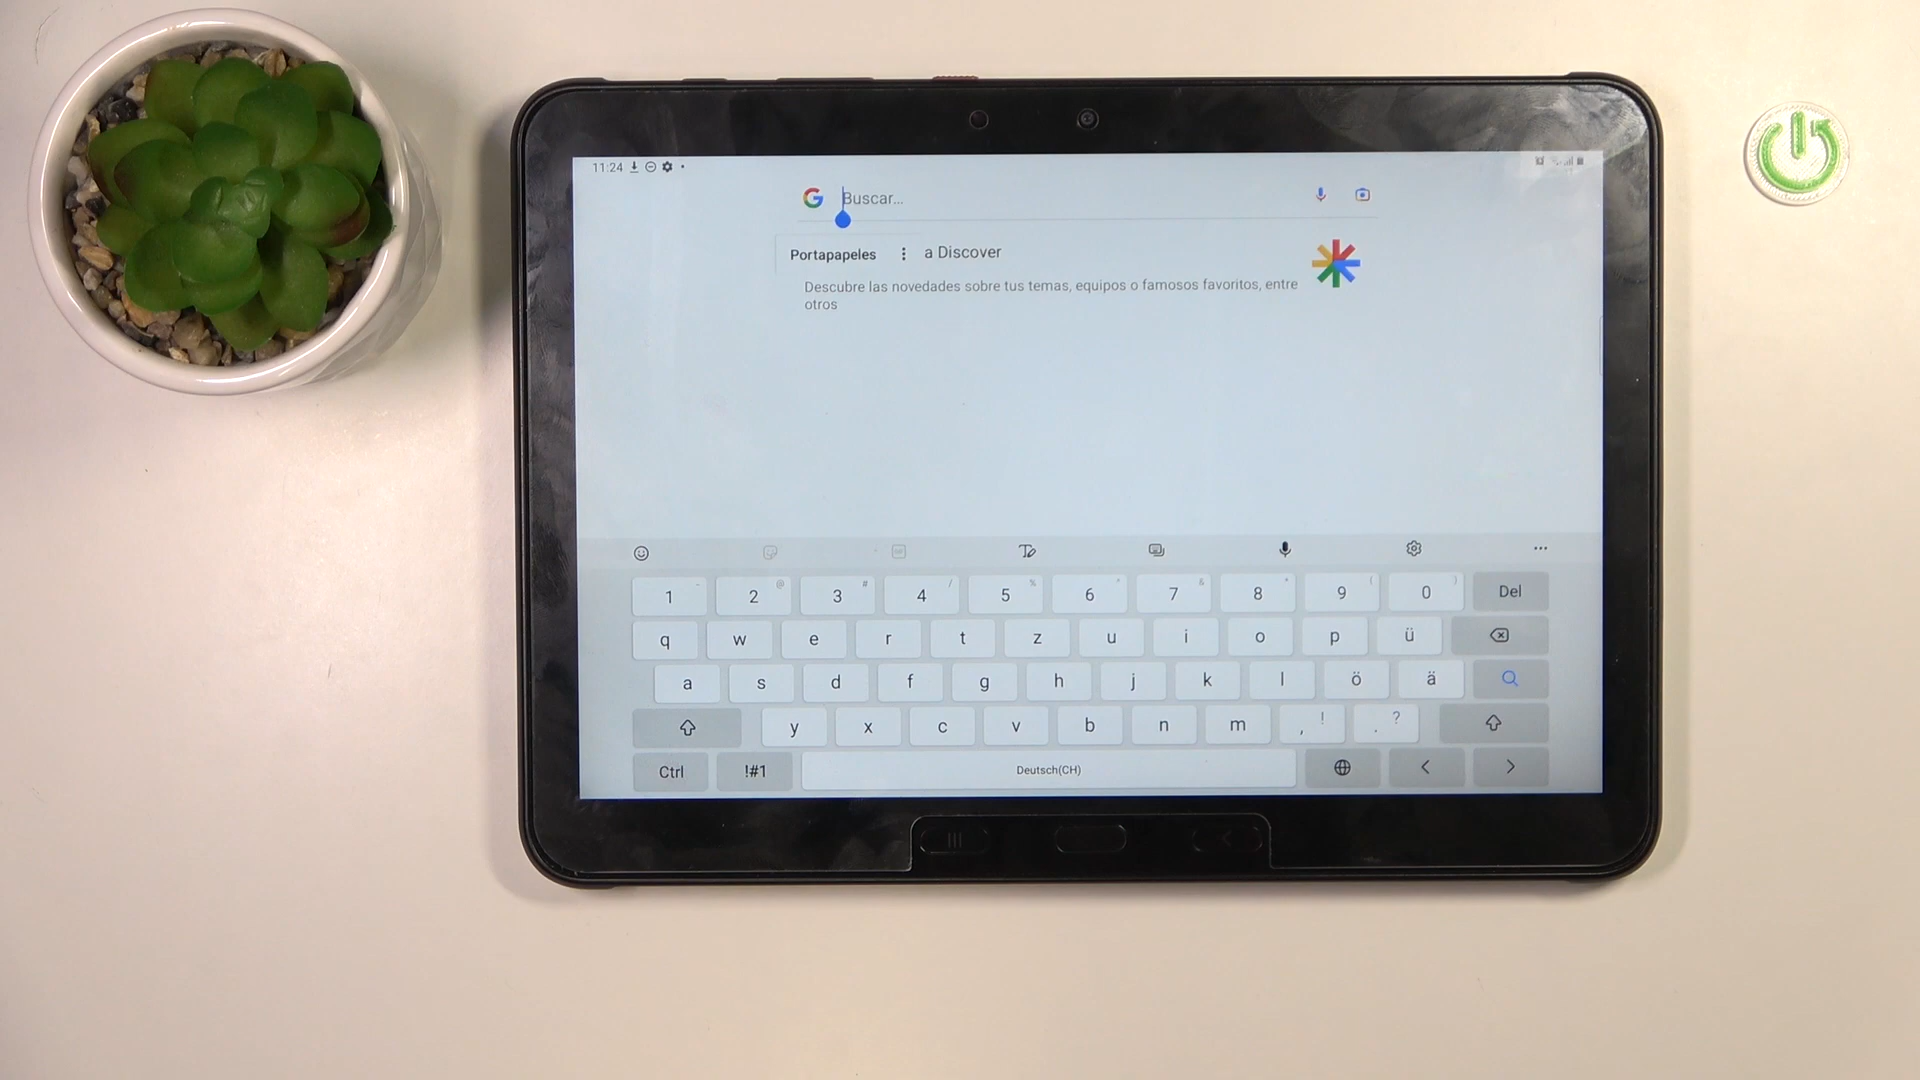 11:24
G Buscar...
Portapapeles a Discover
Descubre las novedades sobre tus temas, equipos o famosos favoritos, entre
otros
1 2 @ 3 # 4 / 5 % 6 7 & 8 * 9 ( 0 ) Del
q w e r t z u i o p ü
a s d f g h j k l ö ä
y x c v b n m , ! . ?
Ctrl !#1 Deutsch(CH) < >